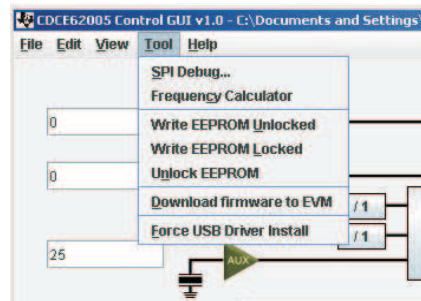 CDCE62005 Control GUI v1.0 - C:\Documents and Settings\
File Edit View Tool Help
SPI Debug...
Frequency Calculator
0
Write EEPROM Unlocked
Write EEPROM Locked
0
Unlock EEPROM
Download firmware to EVM
/ 1
Force USB Driver Install
/ 1
25
AUX